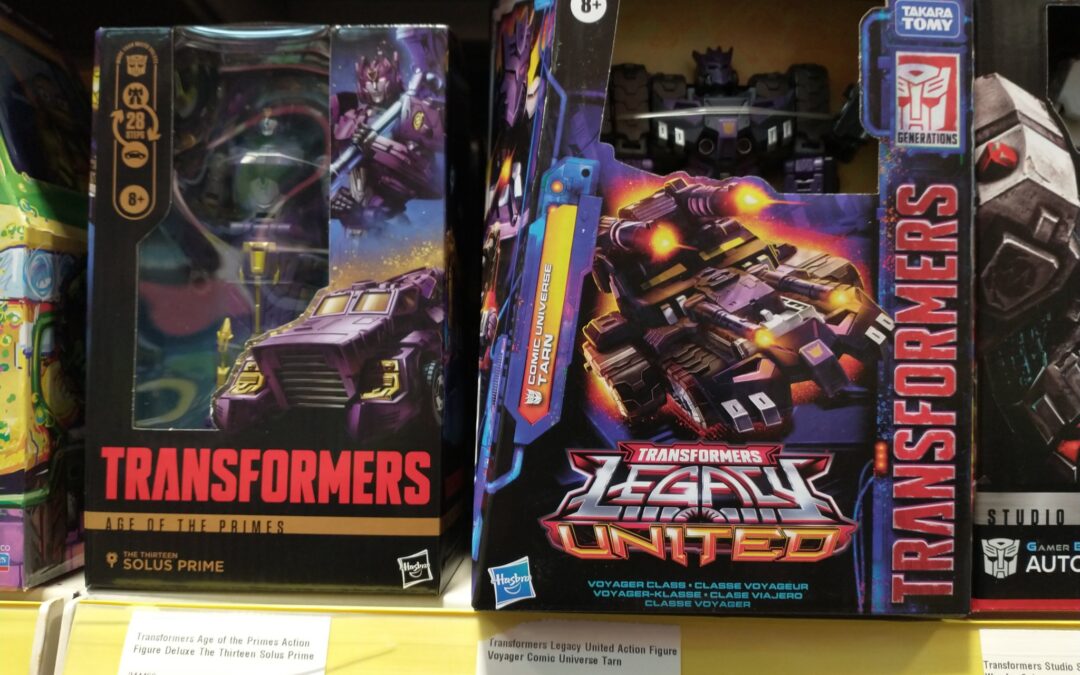 28
STEPS
8+
TRANSFORMERS
AGE OF THE PRIMES
THE THIRTEEN
SOLUS PRIME
Hasbro
Transformers Age of the Primes Action
Figure Deluxe The Thirteen Solus Prime
8+
TAKARA
TOMY
GENERATIONS
TRANSFORMERS
COMIC UNIVERSE
TARN
TRANSFORMERS
LEGACY
UNITED
Hasbro
VOYAGER CLASS • CLASSE VOYAGEUR
VOYAGER-KLASSE • CLASE VIAJERO
CLASSE VOYAGER
Transformers Legacy United Action Figure
Voyager Comic Universe Tarn
STUDIO
GAMER
AUTO
Transformers Studio S